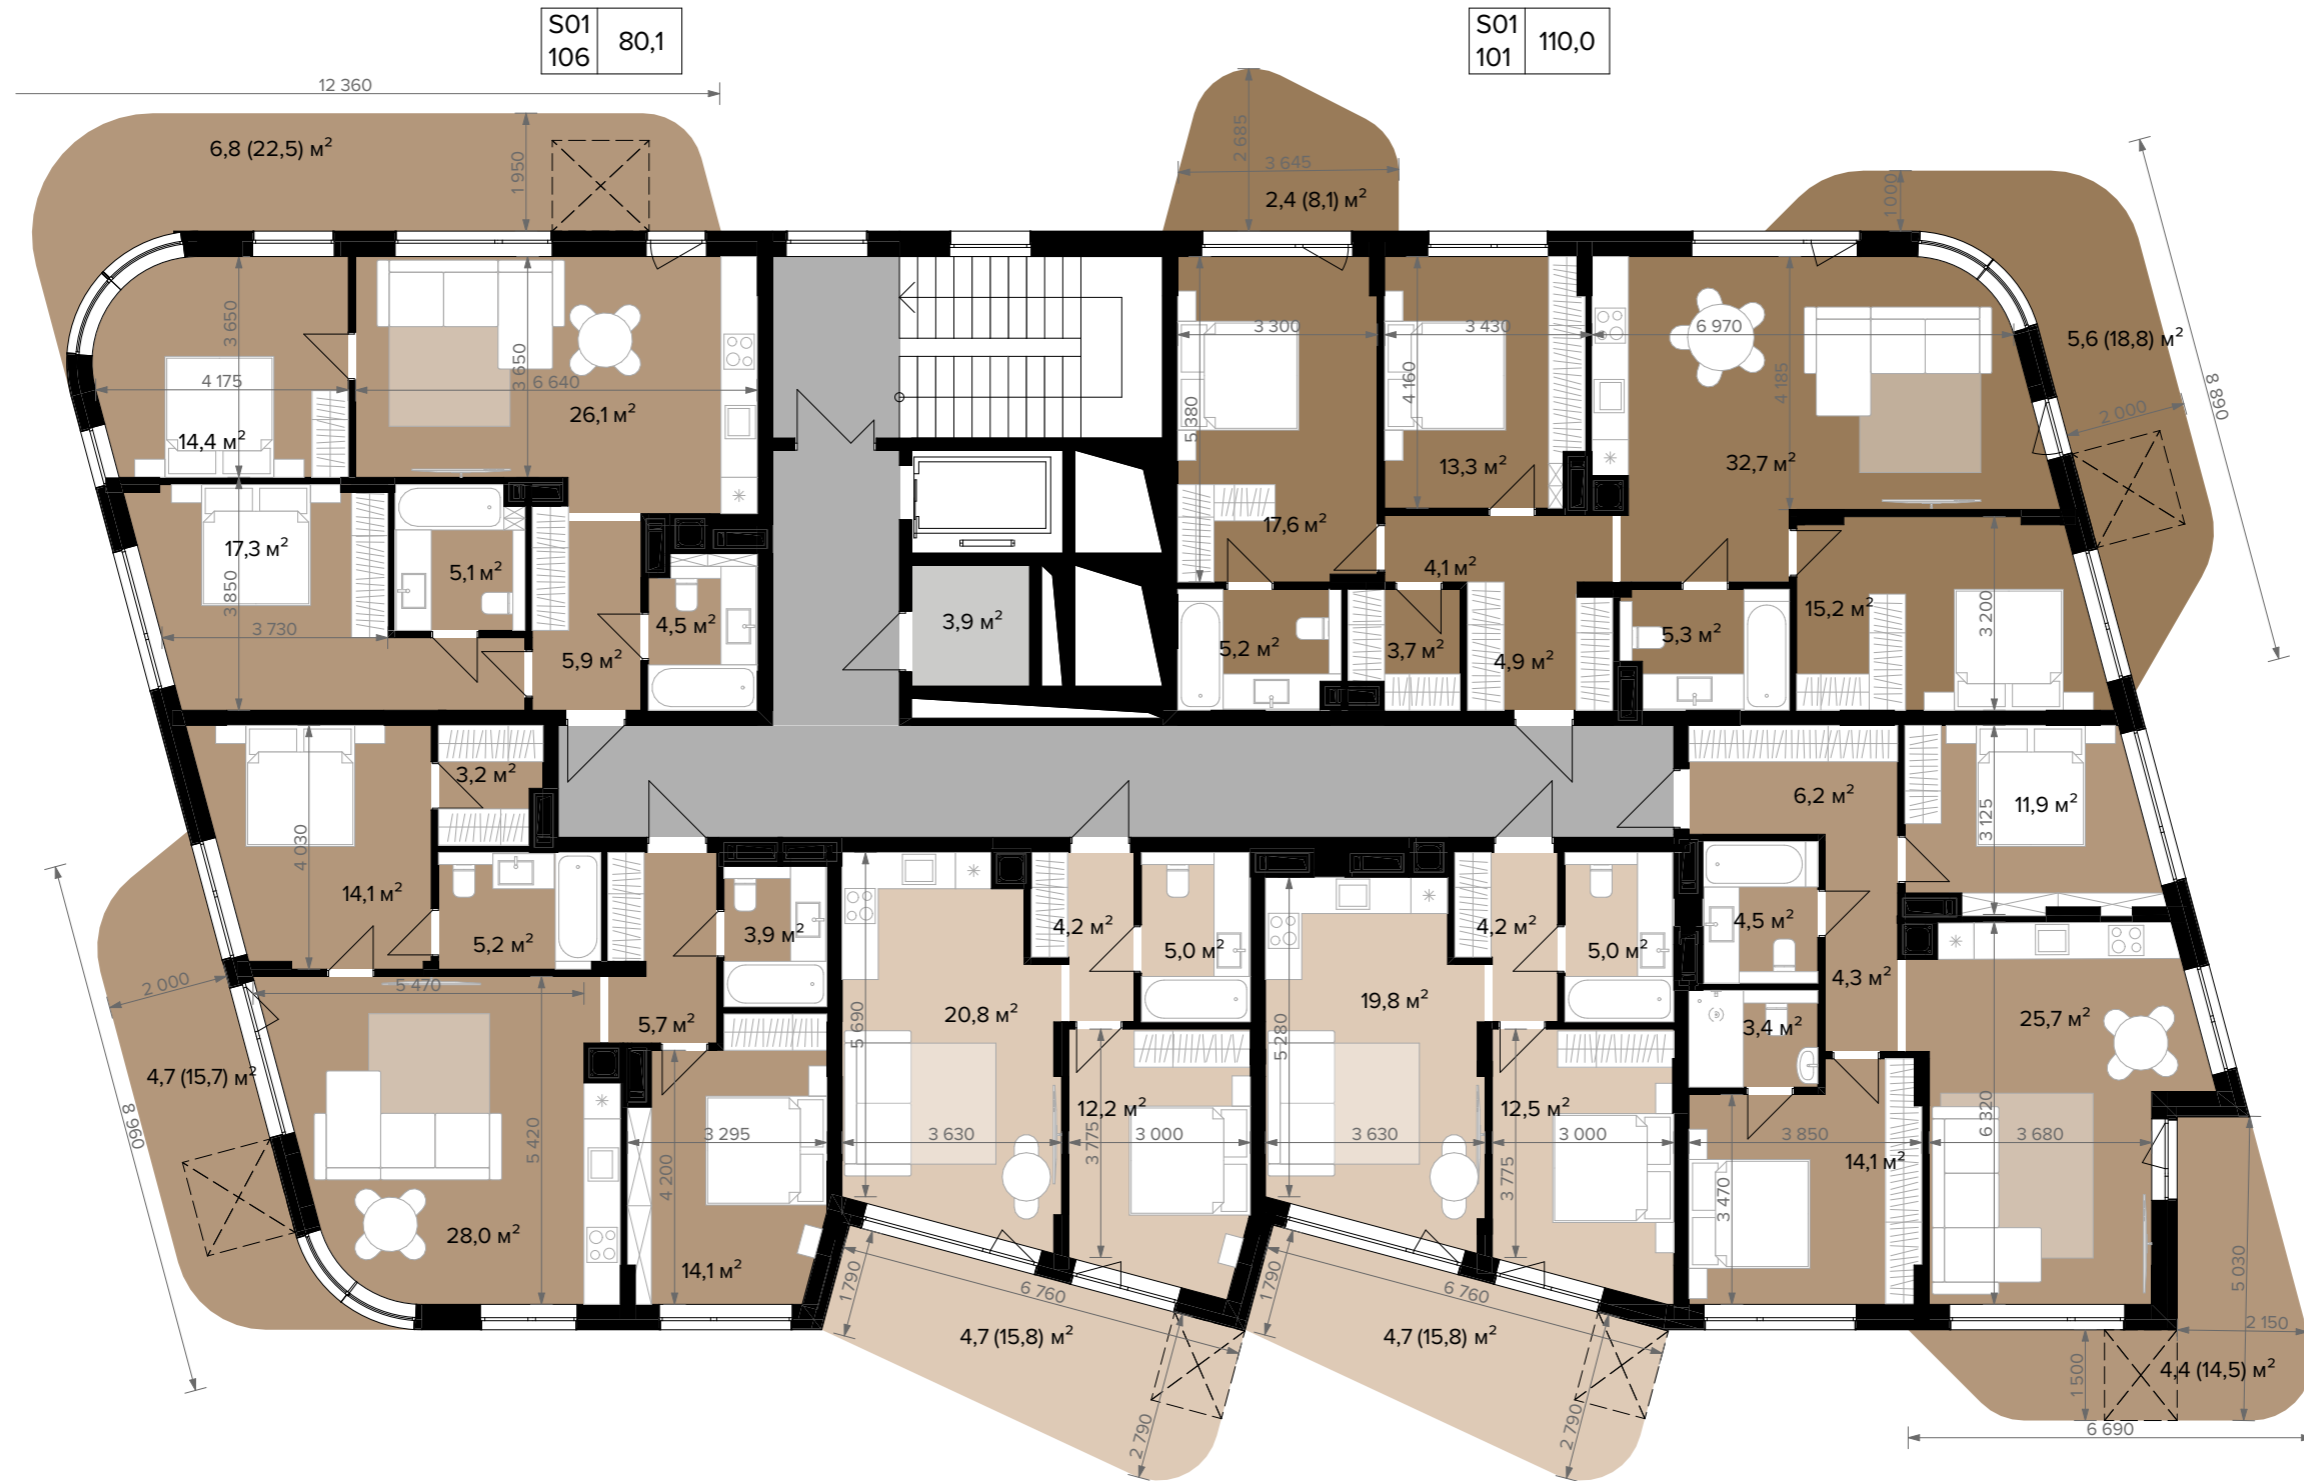 S01
106
80,1
S01
101
110,0
12 360
6,8 (22,5) м²
1 950
2 685
3 645
2,4 (8,1) м²
1 000
5,6 (18,8) м²
8 890
2 000
3 650
4 175
14,4 м²
3 650
6 640
26,1 м²
3 300
5 380
17,6 м²
3 430
4 160
13,3 м²
6 970
4 185
32,7 м²
17,3 м²
3 850
3 730
5,1 м²
5,9 м²
4,5 м²
3,9 м²
4,1 м²
5,2 м²
3,7 м²
4,9 м²
5,3 м²
15,2 м²
3 200
3,2 м²
4 030
14,1 м²
5,2 м²
3,9 м²
6,2 м²
11,9 м²
3 125
4,2 м²
5,0 м²
4,2 м²
5,0 м²
4,5 м²
4,3 м²
2 000
5 470
5,7 м²
20,8 м²
5 690
19,8 м²
5 280
3,4 м²
25,7 м²
4,7 (15,7) м²
8 960
5 420
28,0 м²
3 295
4 200
14,1 м²
3 630
12,2 м²
3 775
3 000
3 630
12,5 м²
3 775
3 000
3 850
14,1 м²
3 470
6 320
3 680
1 790
6 760
4,7 (15,8) м²
2 790
1 790
6 760
4,7 (15,8) м²
2 790
5 030
2 150
1 500
4,4 (14,5) м²
6 690